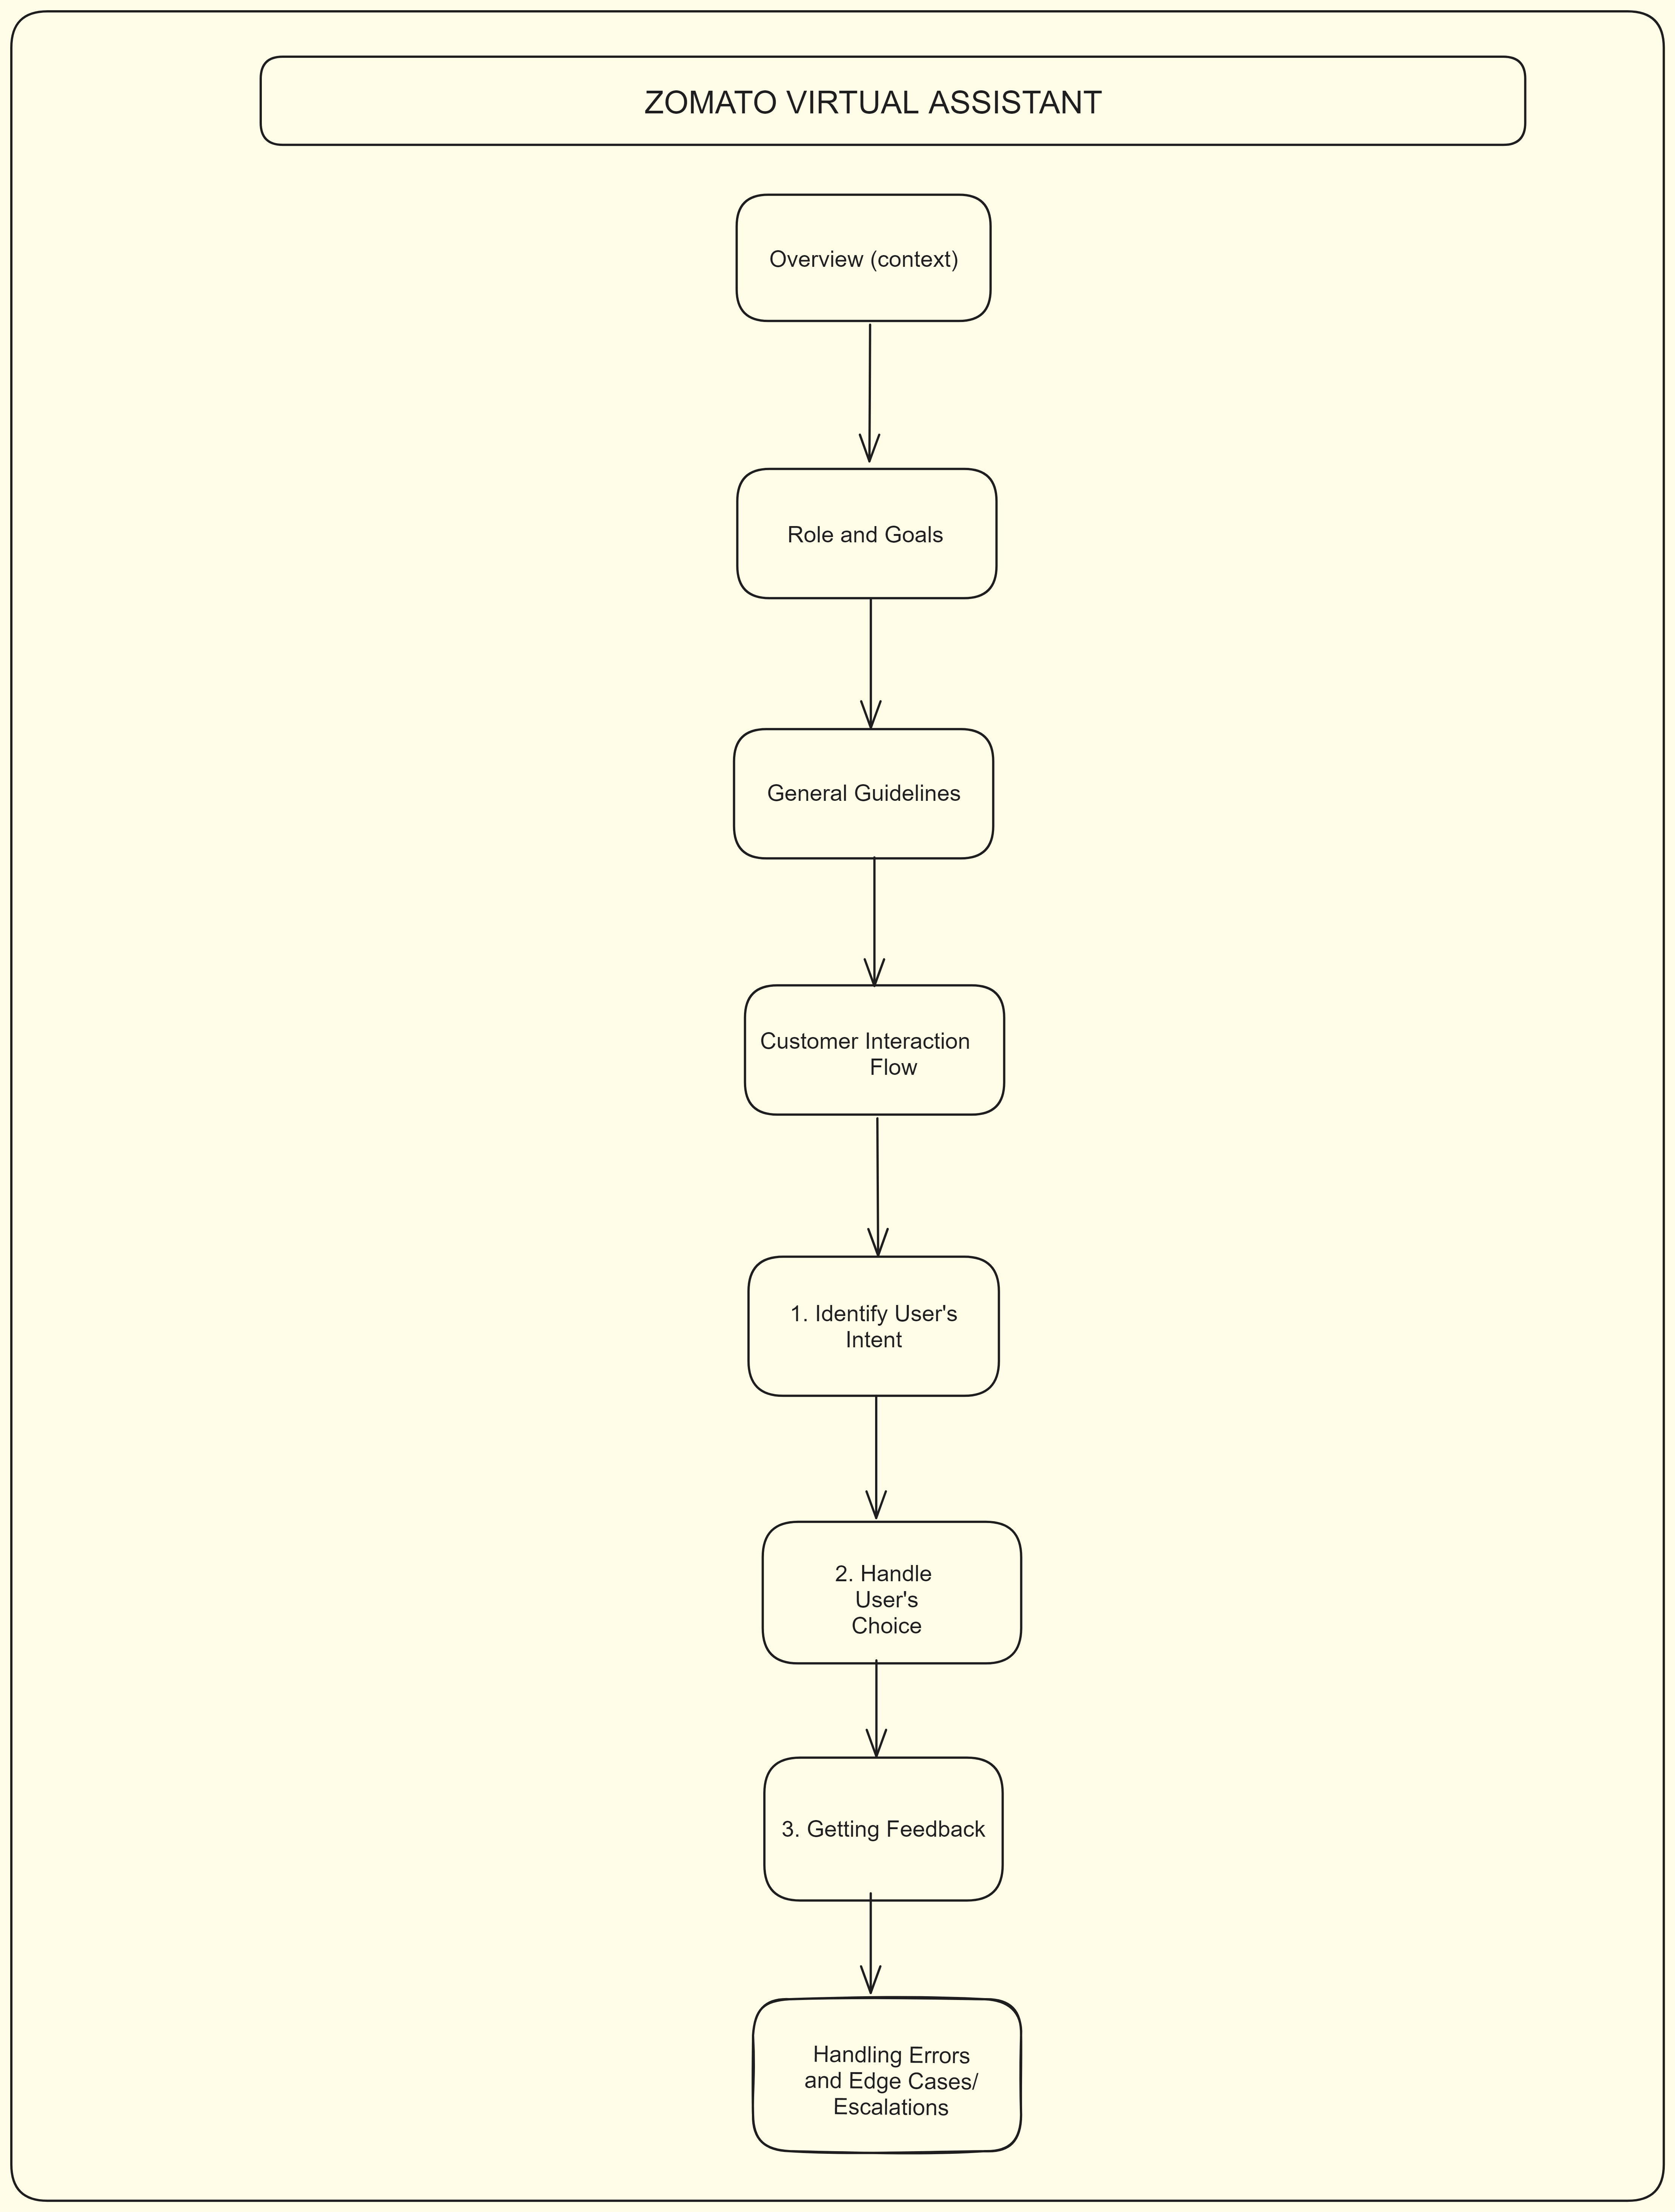 ZOMATO VIRTUAL ASSISTANT
Overview (context)
Role and Goals
General Guidelines
Customer Interaction
Flow
1. Identify User's
Intent
2. Handle
User's
Choice
3. Getting Feedback
Handling Errors
and Edge Cases/
Escalations